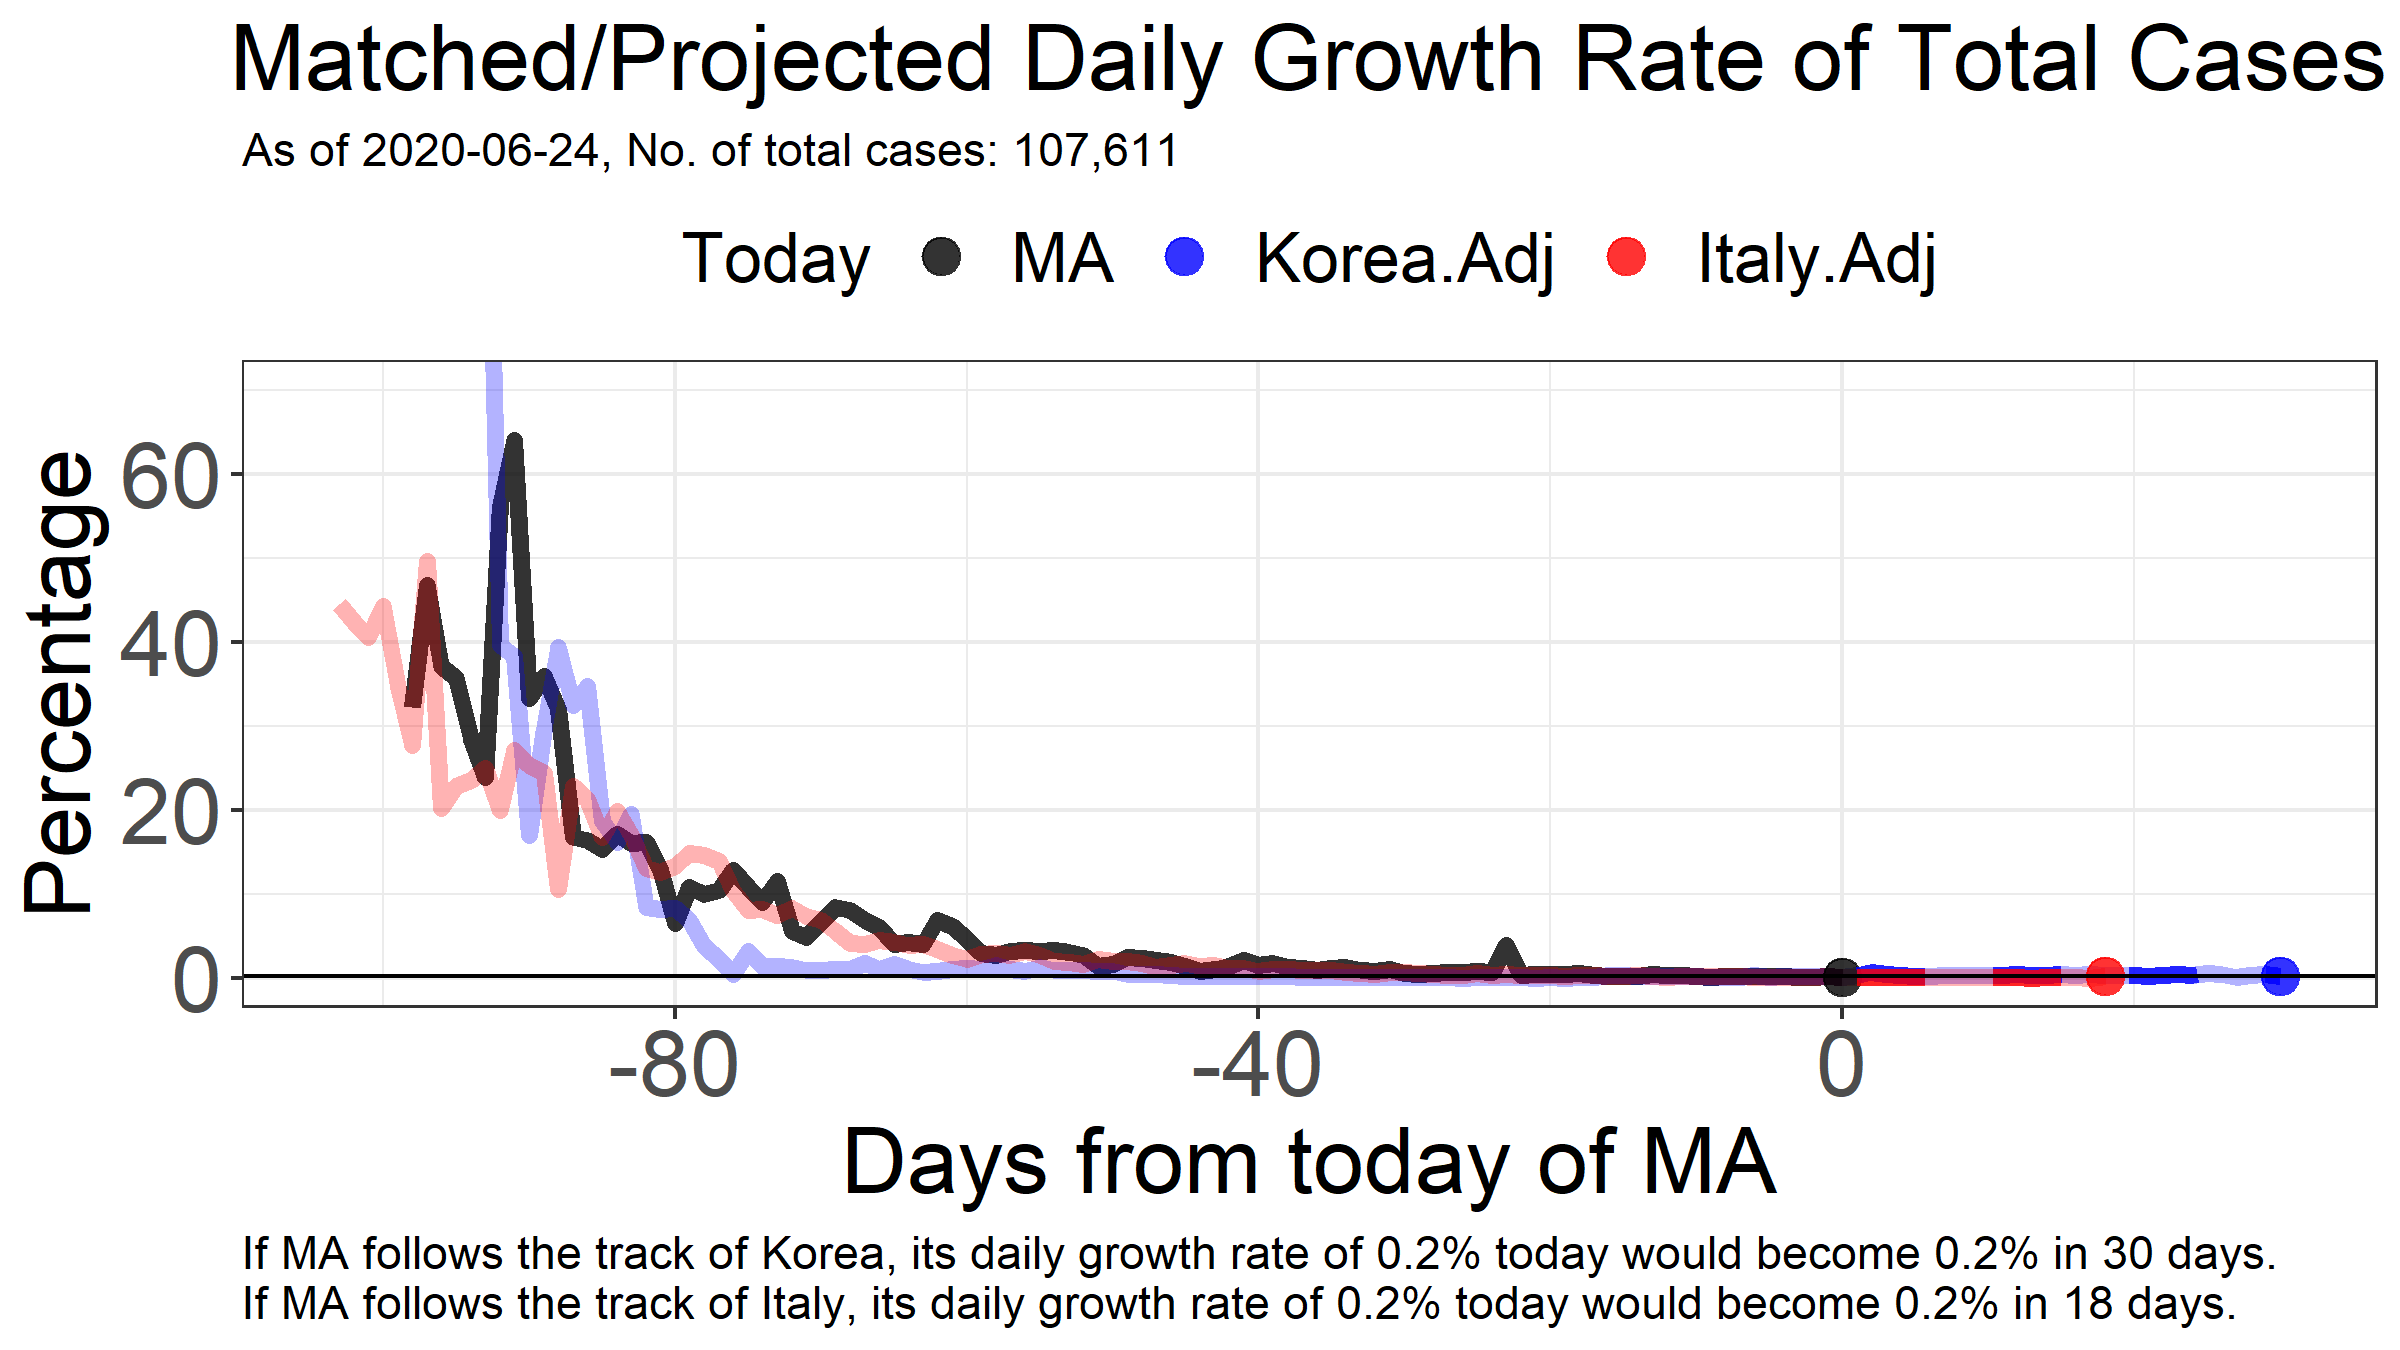 Matched/Projected Daily Growth Rate of Total Cases
As of 2020-06-24, No. of total cases: 107,611
Today MA Korea.Adj Italy.Adj
Percentage
60
40
20
0
-80 -40 0
Days from today of MA
If MA follows the track of Korea, its daily growth rate of 0.2% today would become 0.2% in 30 days.
If MA follows the track of Italy, its daily growth rate of 0.2% today would become 0.2% in 18 days.